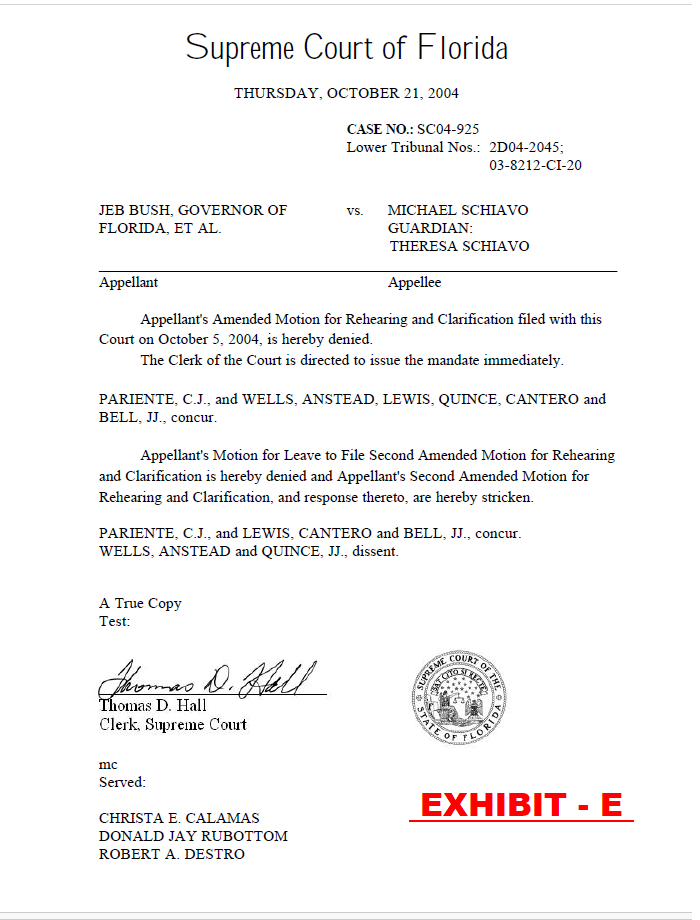 Supreme Court of Florida
THURSDAY, OCTOBER 21, 2004
CASE NO.: SC04-925
Lower Tribunal Nos.: 2D04-2045;
03-8212-CI-20
JEB BUSH, GOVERNOR OF vs. MICHAEL SCHIAVO
FLORIDA, ET AL. GUARDIAN:
THERESA SCHIAVO
Appellant Appellee
Appellant's Amended Motion for Rehearing and Clarification filed with this
Court on October 5, 2004, is hereby denied.
The Clerk of the Court is directed to issue the mandate immediately.
PARIENTE, C.J., and WELLS, ANSTEAD, LEWIS, QUINCE, CANTERO and
BELL, JJ., concur.
Appellant's Motion for Leave to File Second Amended Motion for Rehearing
and Clarification is hereby denied and Appellant's Second Amended Motion for
Rehearing and Clarification, and response thereto, are hereby stricken.
PARIENTE, C.J., and LEWIS, CANTERO and BELL, JJ., concur.
WELLS, ANSTEAD and QUINCE, JJ., dissent.
A True Copy
Test:
Thomas D. Hall
Thomas D. Hall
Clerk, Supreme Court
SUPREME COURT OF THE
STATE OF FLORIDA
SAT CITO SI RECTE
mc
Served:
EXHIBIT - E
CHRISTA E. CALAMAS
DONALD JAY RUBOTTOM
ROBERT A. DESTRO